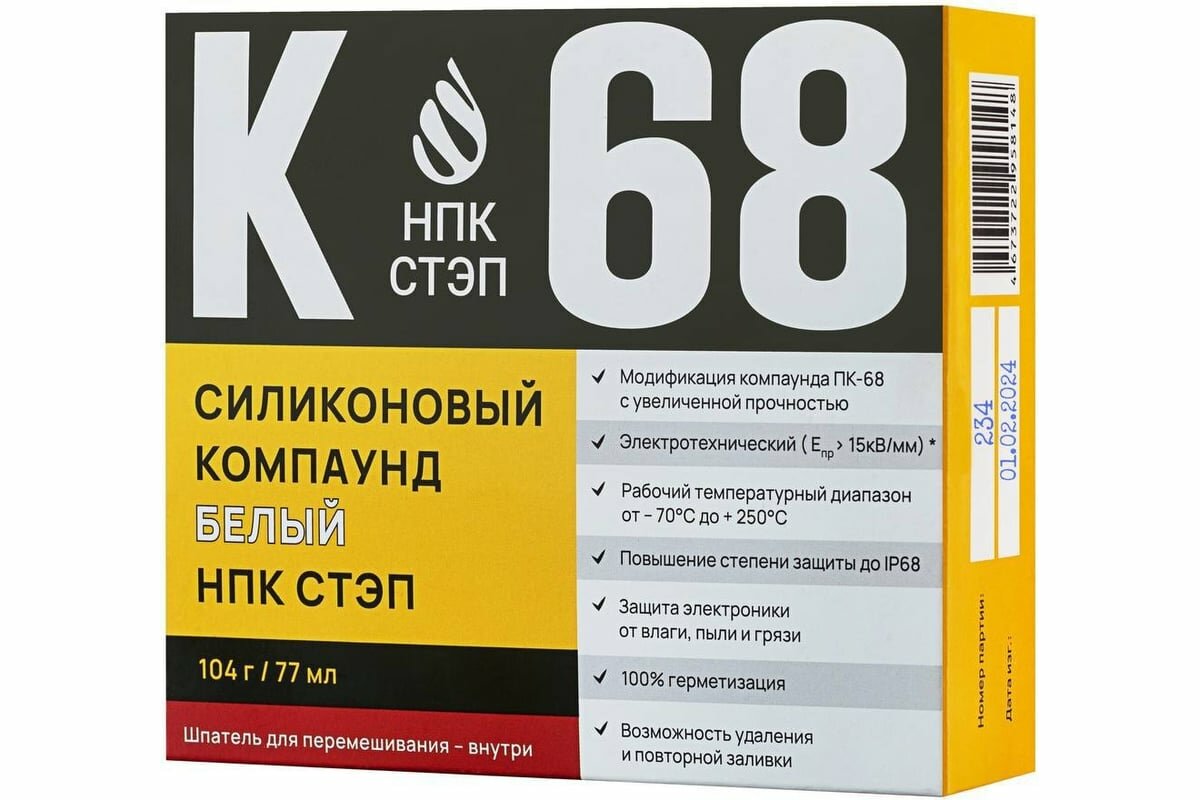 К 68
НПК
СТЭП
СИЛИКОНОВЫЙ
КОМПАУНД
БЕЛЫЙ
НПК СТЭП
104 г / 77 мл
Шпатель для перемешивания – внутри
Модификация компаунда ПК-68
с увеличенной прочностью
Электротехнический ( Eпр > 15кВ/мм) *
Рабочий температурный диапазон
от – 70°С до + 250°С
Повышение степени защиты до IP68
Защита электроники
от влаги, пыли и грязи
100% герметизация
Возможность удаления
и повторной заливки
4 673722 958148
234
01.02.2024
Номер партии:
Дата изг.: